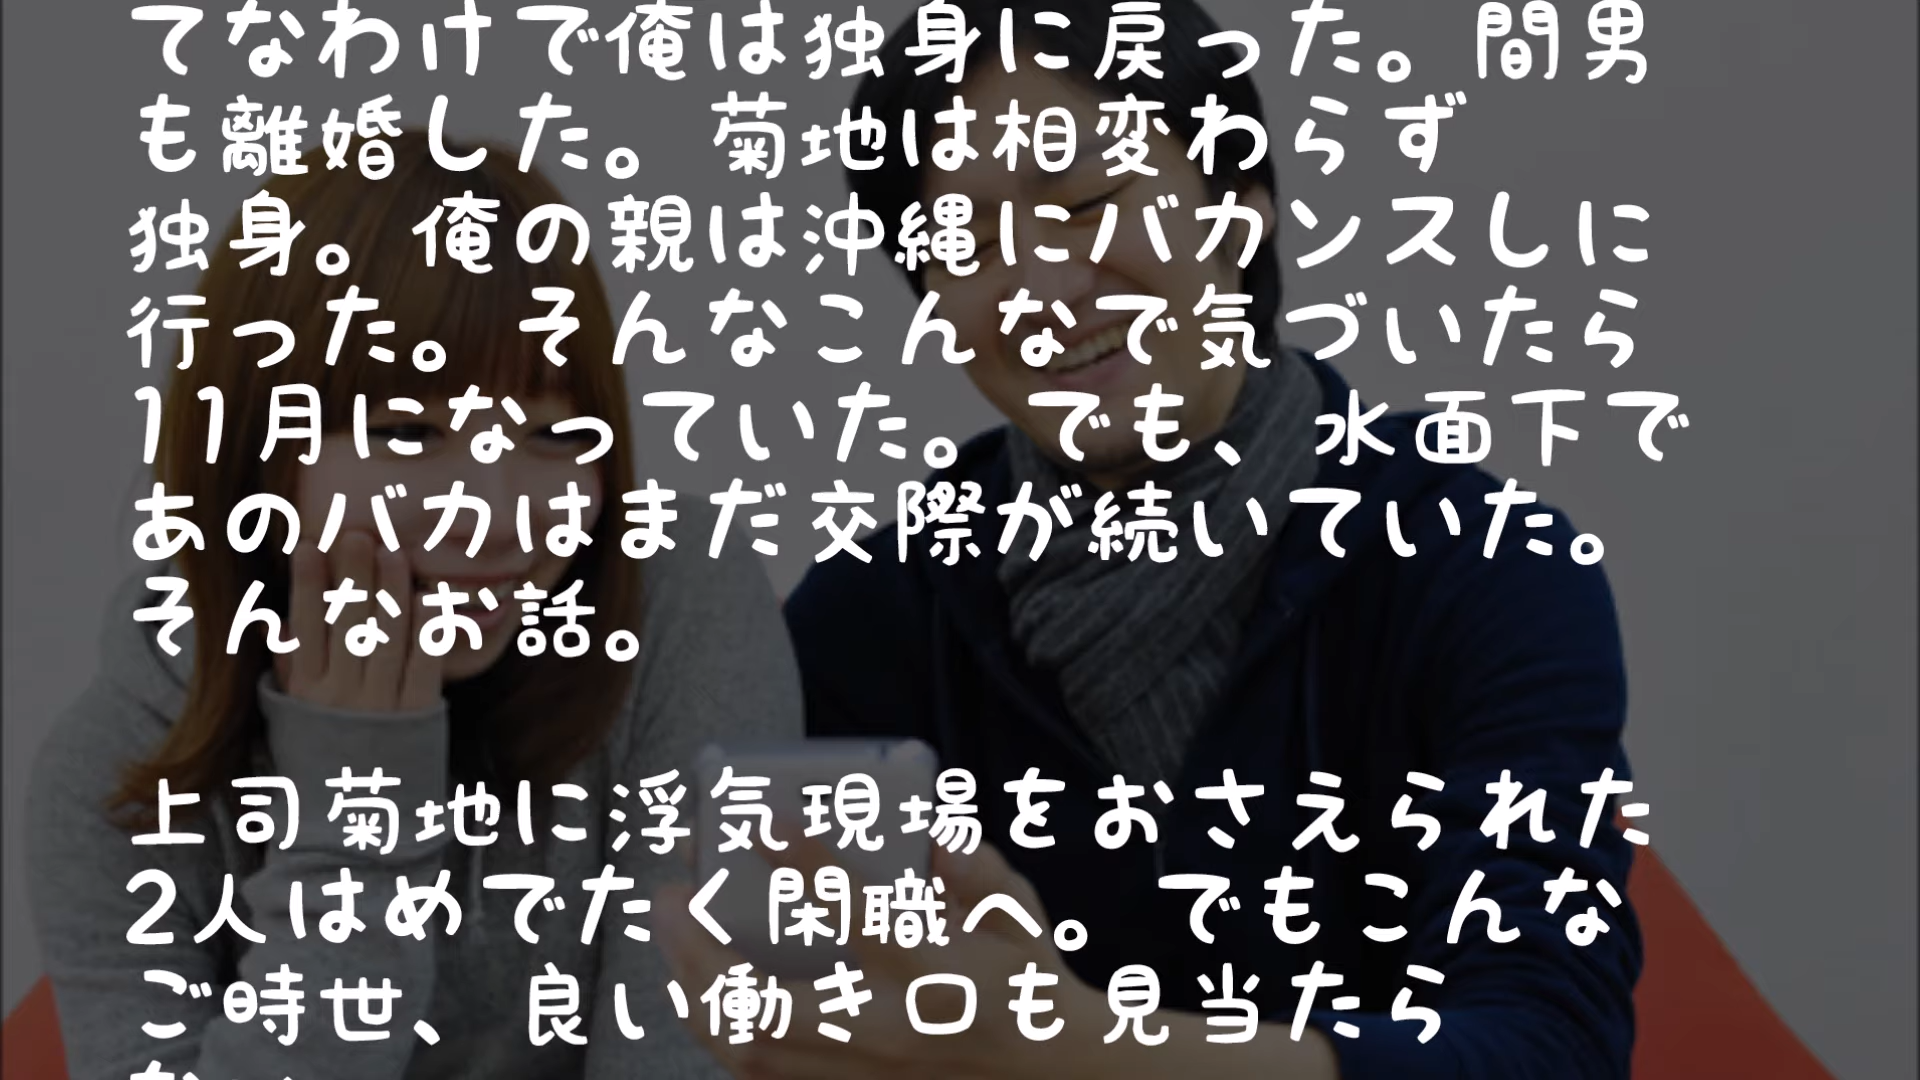 てなわけで俺は独身に戻った。間男
も離婚した。菊地は相変わらず
独身。俺の親は沖縄にバカンスしに
行った。そんなこんなで気づいたら
11月になっていた。でも、水面下で
あのバカはまだ交際が続いていた。
そんなお話。
上司菊地に浮気現場をおさえられた
2人はめでたく閑職へ。でもこんな
ご時世、良い働き口も見当たら